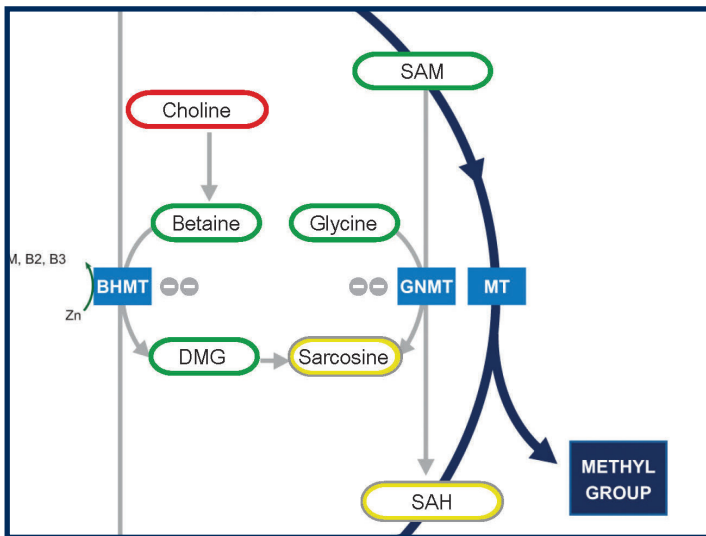 SAM
Choline
Betaine
Glycine
M, B2, B3
BHMT
GNMT
MT
Zn
DMG
Sarcosine
METHYL
GROUP
SAH